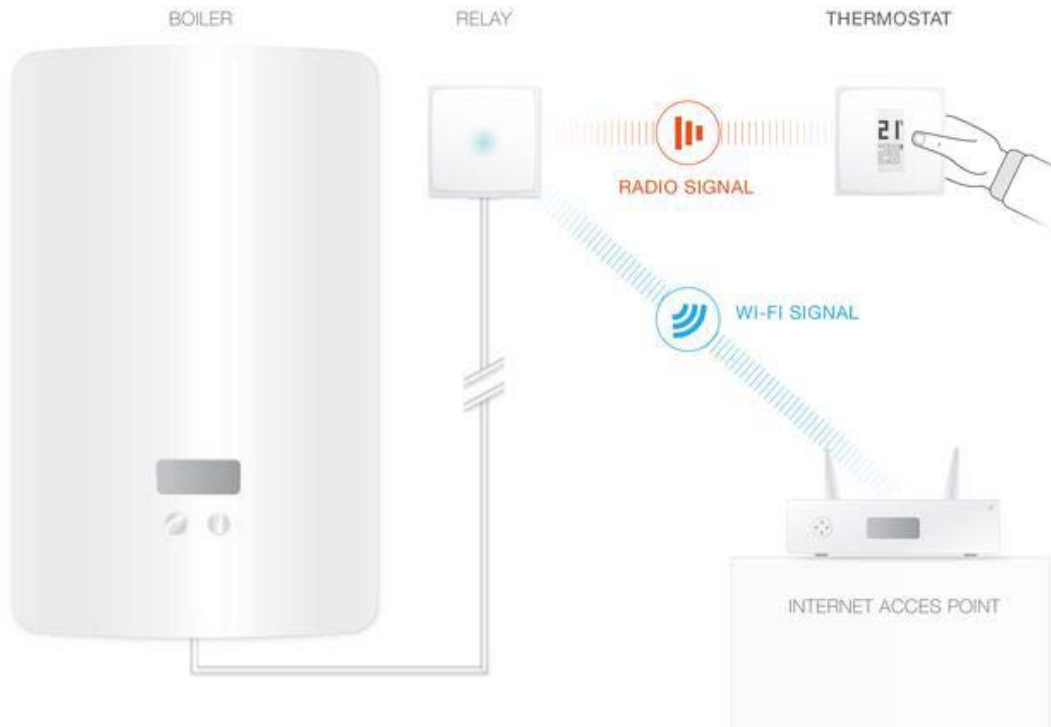 BOILER
RELAY
THERMOSTAT
21°
RADIO SIGNAL
WI-FI SIGNAL
INTERNET ACCES POINT